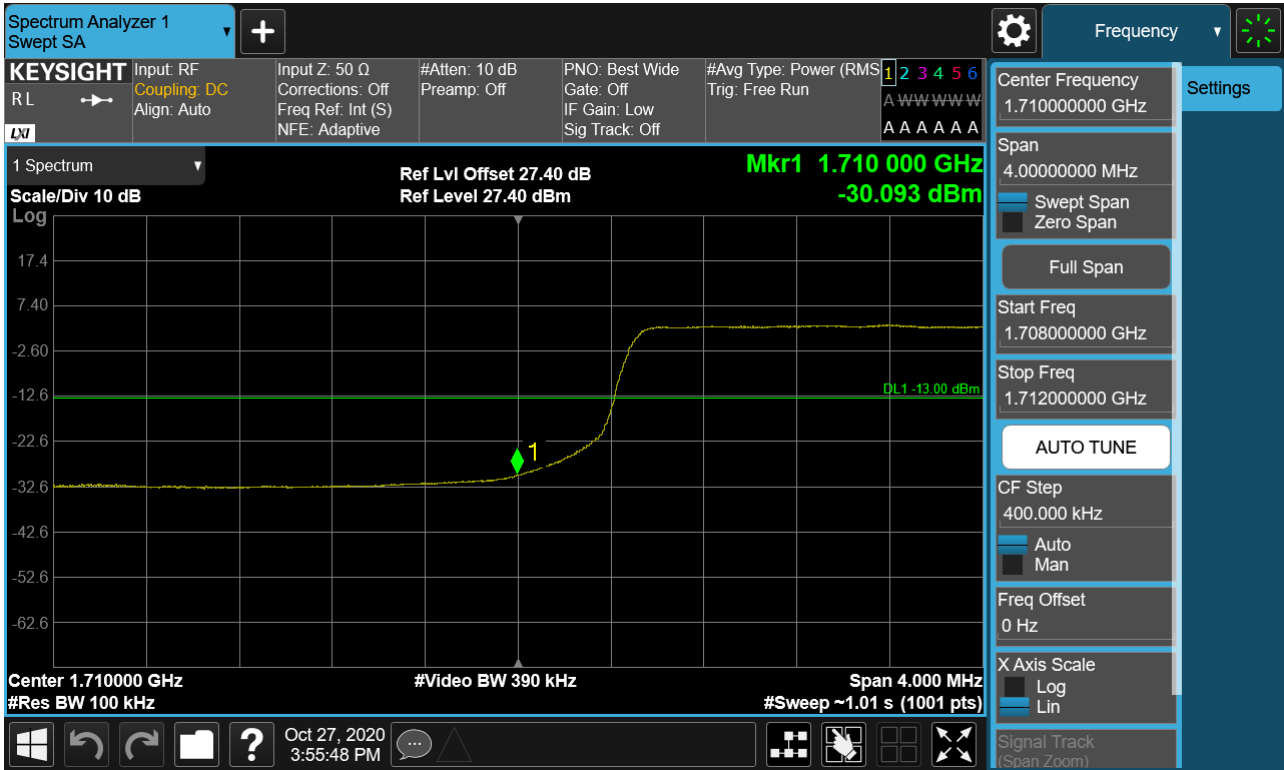 Spectrum Analyzer 1
Swept SA
Frequency
KEYSIGHT
R L
LXI
Input: RF
Coupling: DC
Align: Auto
Input Z: 50 Ω
Corrections: Off
Freq Ref: Int (S)
NFE: Adaptive
#Atten: 10 dB
Preamp: Off
PNO: Best Wide
Gate: Off
IF Gain: Low
Sig Track: Off
#Avg Type: Power (RMS
Trig: Free Run
1 2 3 4 5 6
A W W W W W
A A A A A A
1 Spectrum
Scale/Div 10 dB
Log
Ref Lvl Offset 27.40 dB
Ref Level 27.40 dBm
Mkr1 1.710 000 GHz
-30.093 dBm
17.4
7.40
-2.60
-12.6
-22.6
-32.6
-42.6
-52.6
-62.6
DL1 -13.00 dBm
1
Center 1.710000 GHz
#Res BW 100 kHz
#Video BW 390 kHz
Span 4.000 MHz
#Sweep ~1.01 s (1001 pts)
Center Frequency
1.710000000 GHz
Span
4.00000000 MHz
Swept Span
Zero Span
Full Span
Start Freq
1.708000000 GHz
Stop Freq
1.712000000 GHz
AUTO TUNE
CF Step
400.000 kHz
Auto
Man
Freq Offset
0 Hz
X Axis Scale
Log
Lin
Signal Track
(Span Zoom)
Settings
?
Oct 27, 2020
3:55:48 PM